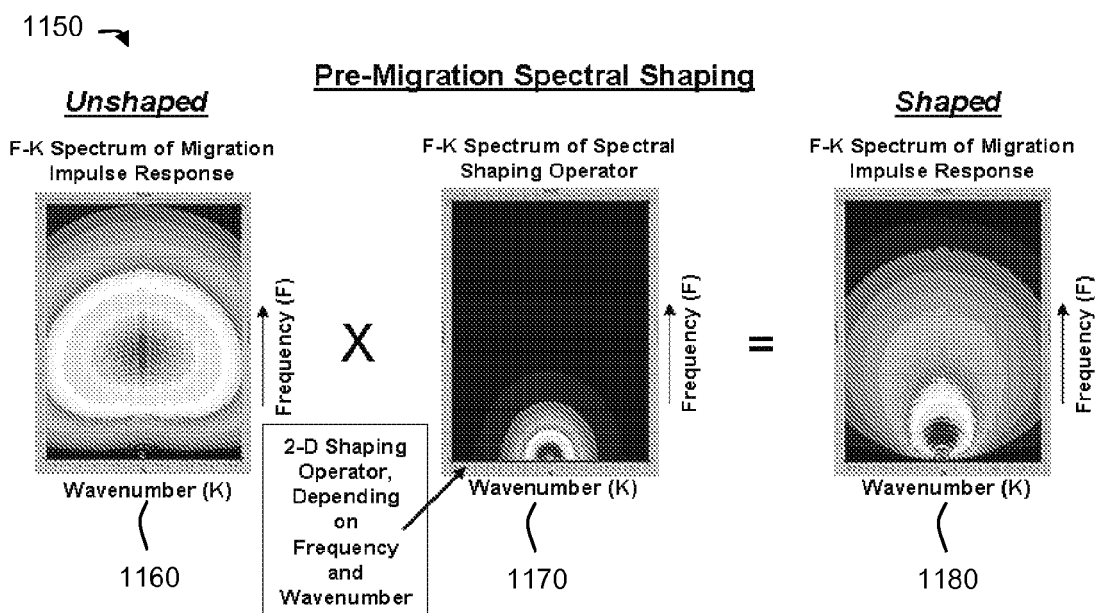 1150
Pre-Migration Spectral Shaping
Unshaped
Shaped
F-K Spectrum of Migration
Impulse Response
F-K Spectrum of Spectral
Shaping Operator
F-K Spectrum of Migration
Impulse Response
Frequency (F)
X
Frequency (F)
=
Frequency (F)
Wavenumber (K)
Wavenumber (K)
Wavenumber (K)
2-D Shaping
Operator,
Depending
on
Frequency
and
Wavenumber
1160
1170
1180